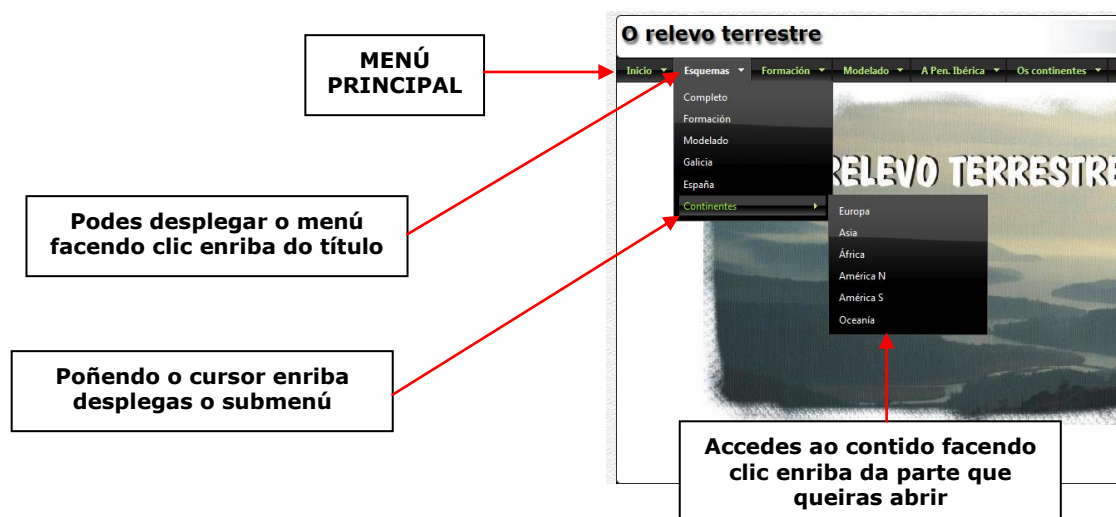 O relevo terrestre
MENÚ
PRINCIPAL
Inicio Esquemas Formación Modelado A Pen. Ibérica Os continentes
Completo
Formación
Modelado
Galicia
España
Continentes
RELEVO TERRESTRE
Europa
Asia
África
América N
América S
Oceanía
Podes desplegar o menú
facendo clic enriba do título
Poñendo o cursor enriba
desplegas o submenú
Accedes ao contido facendo
clic enriba da parte que
queiras abrir